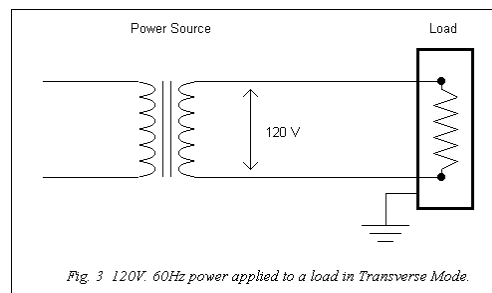 Power Source
Load
120 V
Fig. 3 120V. 60Hz power applied to a load in Transverse Mode.